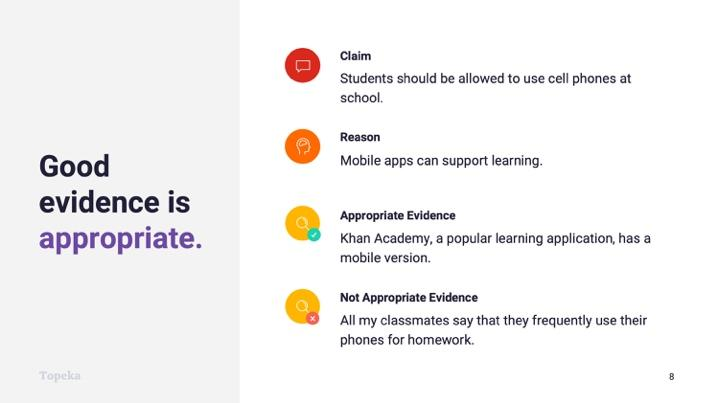 Good
evidence is
appropriate.
Claim
Students should be allowed to use cell phones at
school.
Reason
Mobile apps can support learning.
Appropriate Evidence
Khan Academy, a popular learning application, has a
mobile version.
Not Appropriate Evidence
All my classmates say that they frequently use their
phones for homework.
Topeka
8